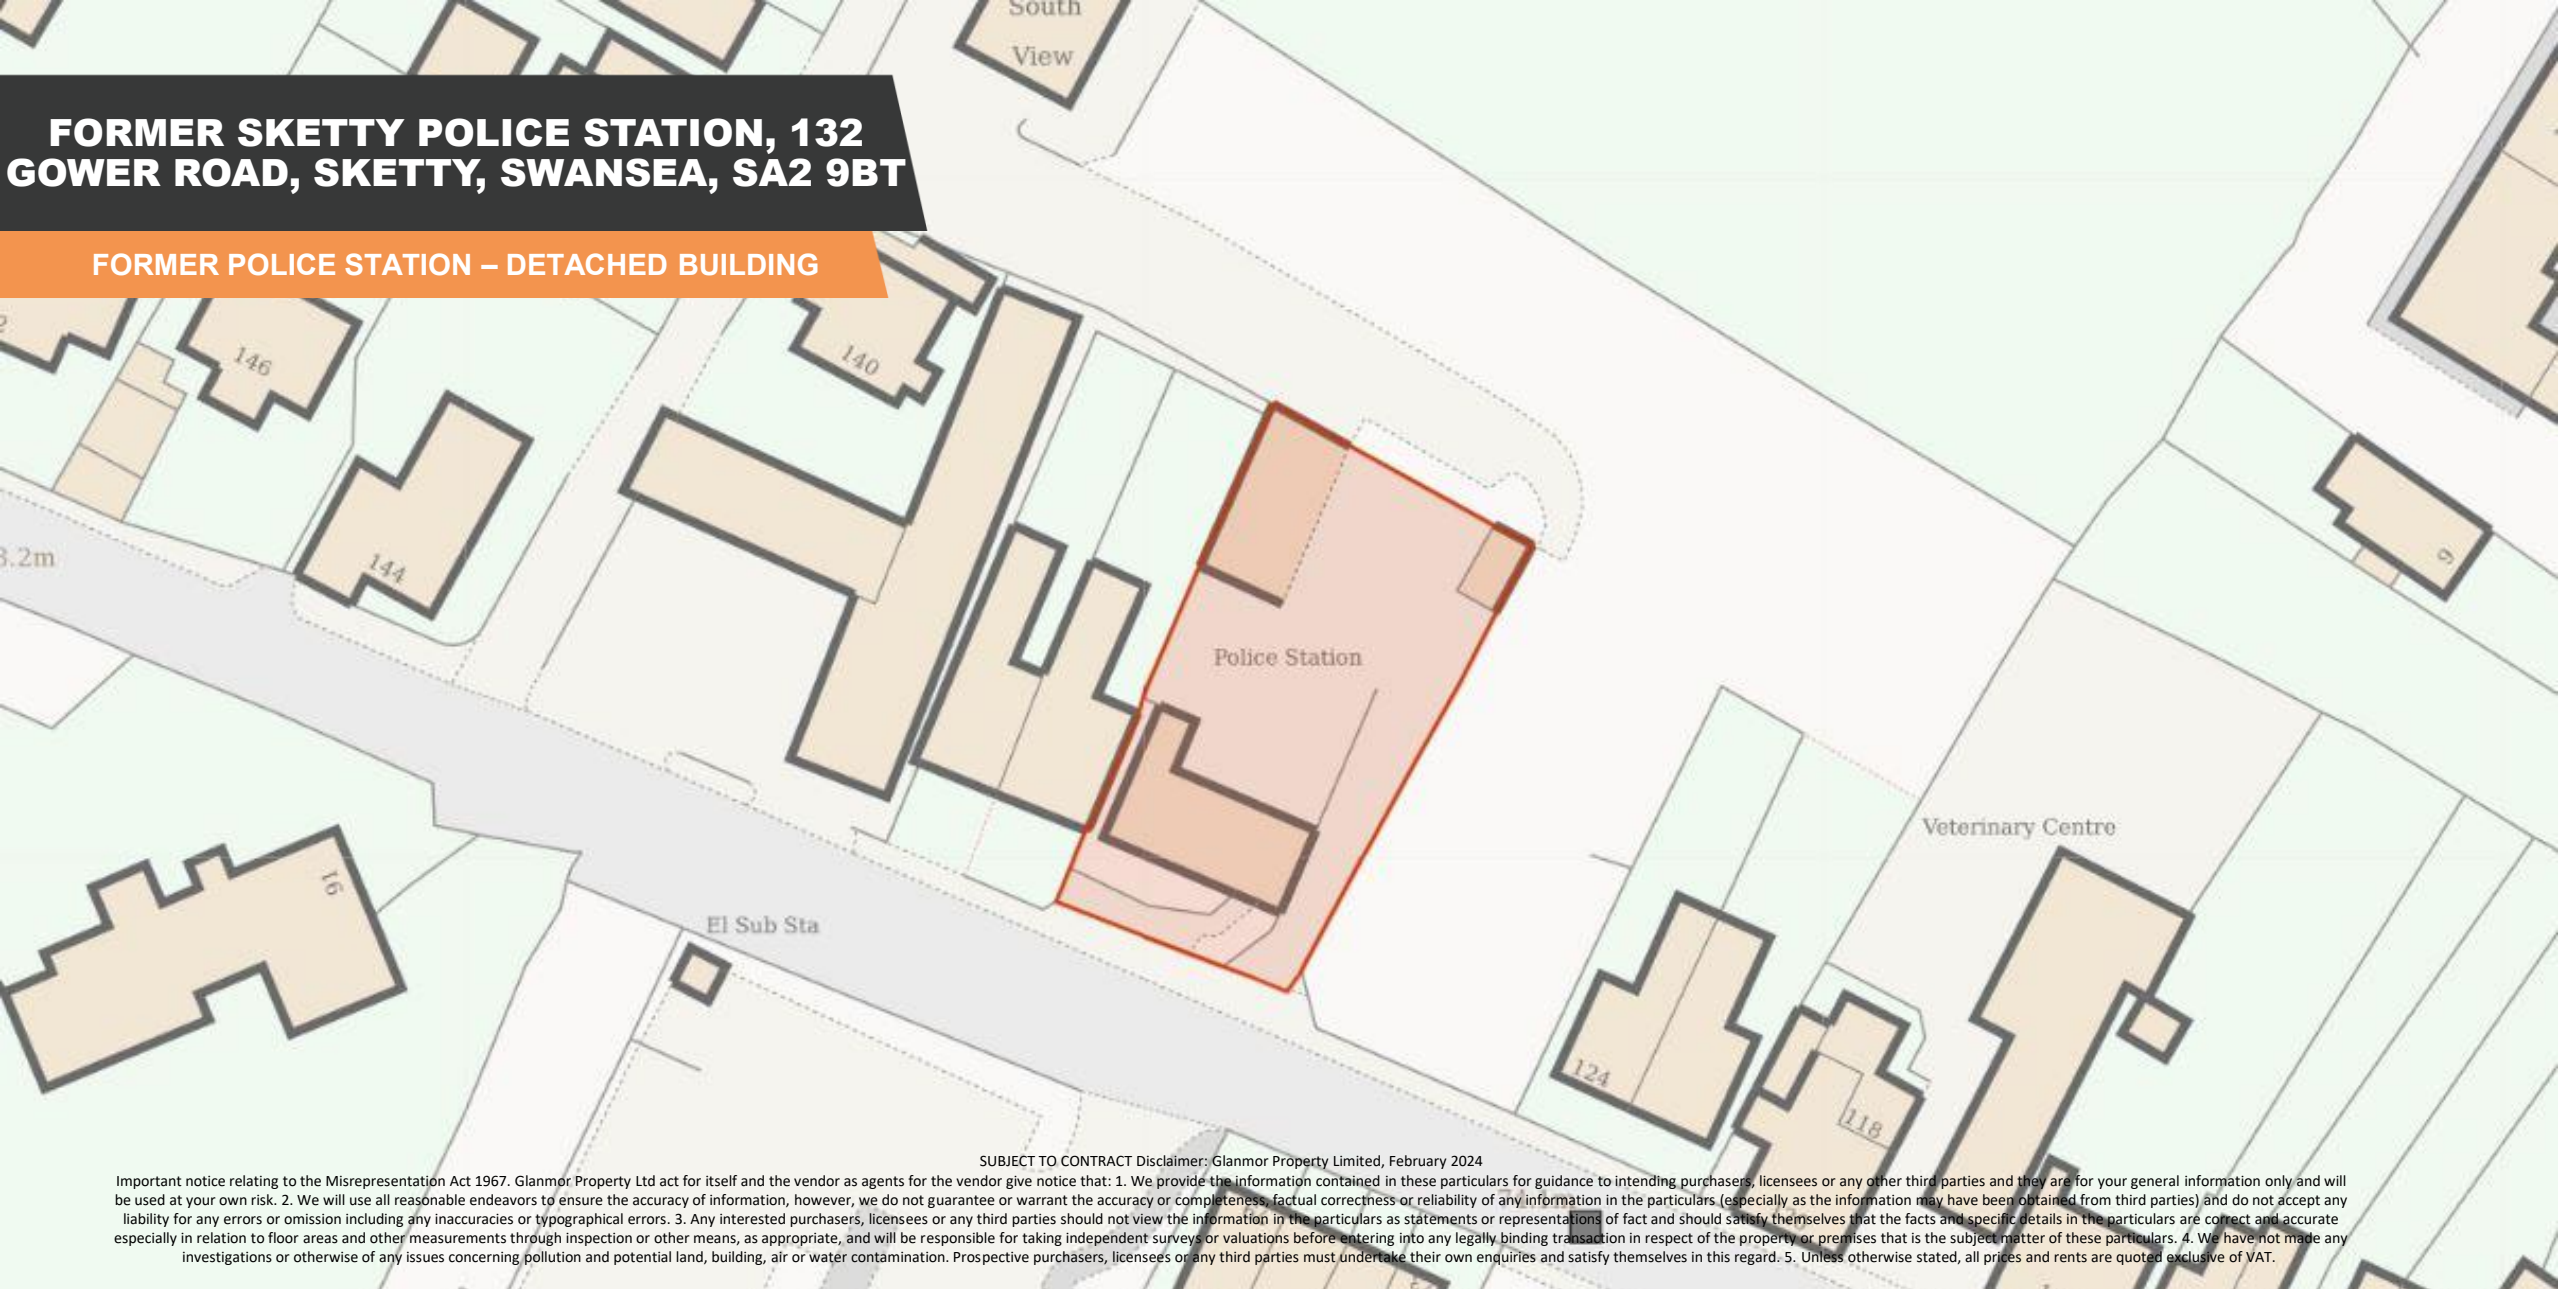 South
View
FORMER SKETTY POLICE STATION, 132
GOWER ROAD, SKETTY, SWANSEA, SA2 9BT
FORMER POLICE STATION – DETACHED BUILDING
146
140
144
3.2m
9
Police Station
Veterinary Centre
91
El Sub Sta
124
118
SUBJECT TO CONTRACT Disclaimer: Glanmor Property Limited, February 2024
Important notice relating to the Misrepresentation Act 1967. Glanmor Property Ltd act for itself and the vendor as agents for the vendor give notice that: 1. We provide the information contained in these particulars for guidance to intending purchasers, licensees or any other third parties and they are for your general information only and will
be used at your own risk. 2. We will use all reasonable endeavors to ensure the accuracy of information, however, we do not guarantee or warrant the accuracy or completeness, factual correctness or reliability of any information in the particulars (especially as the information may have been obtained from third parties) and do not accept any
liability for any errors or omission including any inaccuracies or typographical errors. 3. Any interested purchasers, licensees or any third parties should not view the information in the particulars as statements or representations of fact and should satisfy themselves that the facts and specific details in the particulars are correct and accurate
especially in relation to floor areas and other measurements through inspection or other means, as appropriate, and will be responsible for taking independent surveys or valuations before entering into any legally binding transaction in respect of the property or premises that is the subject matter of these particulars. 4. We have not made any
investigations or otherwise of any issues concerning pollution and potential land, building, air or water contamination. Prospective purchasers, licensees or any third parties must undertake their own enquiries and satisfy themselves in this regard. 5. Unless otherwise stated, all prices and rents are quoted exclusive of VAT.